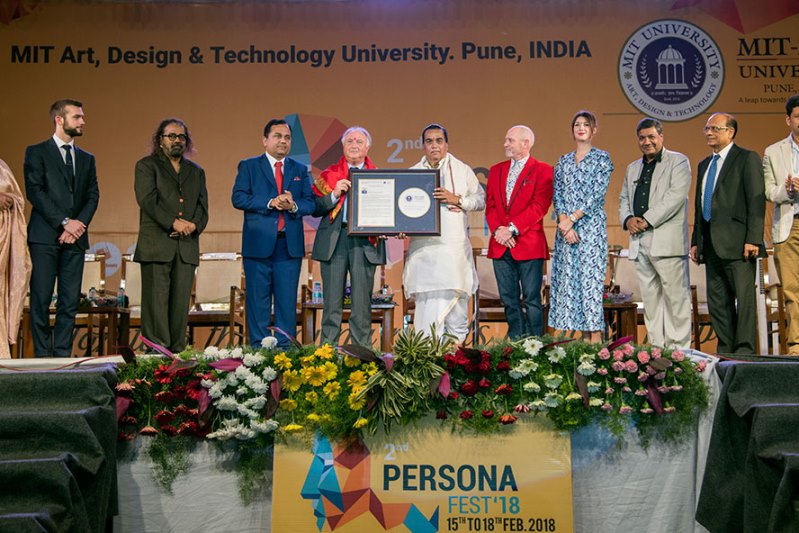 MIT Art, Design & Technology University. Pune, INDIA
MIT UNIVERSITY
ART, DESIGN & TECHNOLOGY
MIT-
UNIVER
PUNE,
A leap towards
2nd
2nd
PERSONA
FEST'18
15TH TO 18TH FEB. 2018